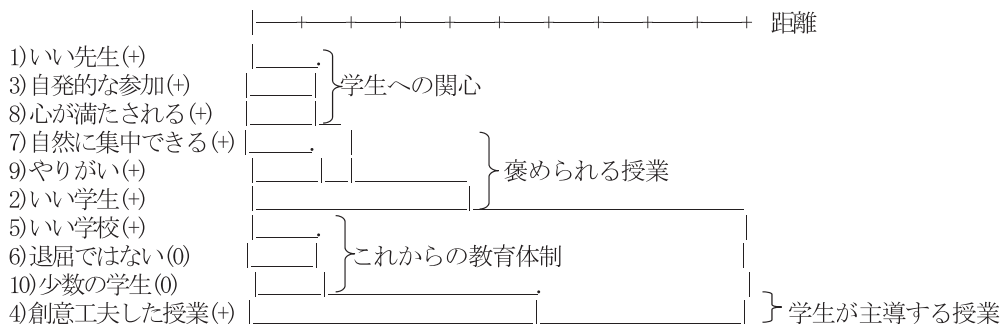 距離
1)いい先生(+)
3)自発的な参加(+) 学生への関心
8)心が満たされる(+)
7)自然に集中できる(+)
9)やりがい(+) 褒められる授業
2)いい学生(+)
5)いい学校(+)
6)退屈ではない(0) これからの教育体制
10)少数の学生(0)
4)創意工夫した授業(+) 学生が主導する授業